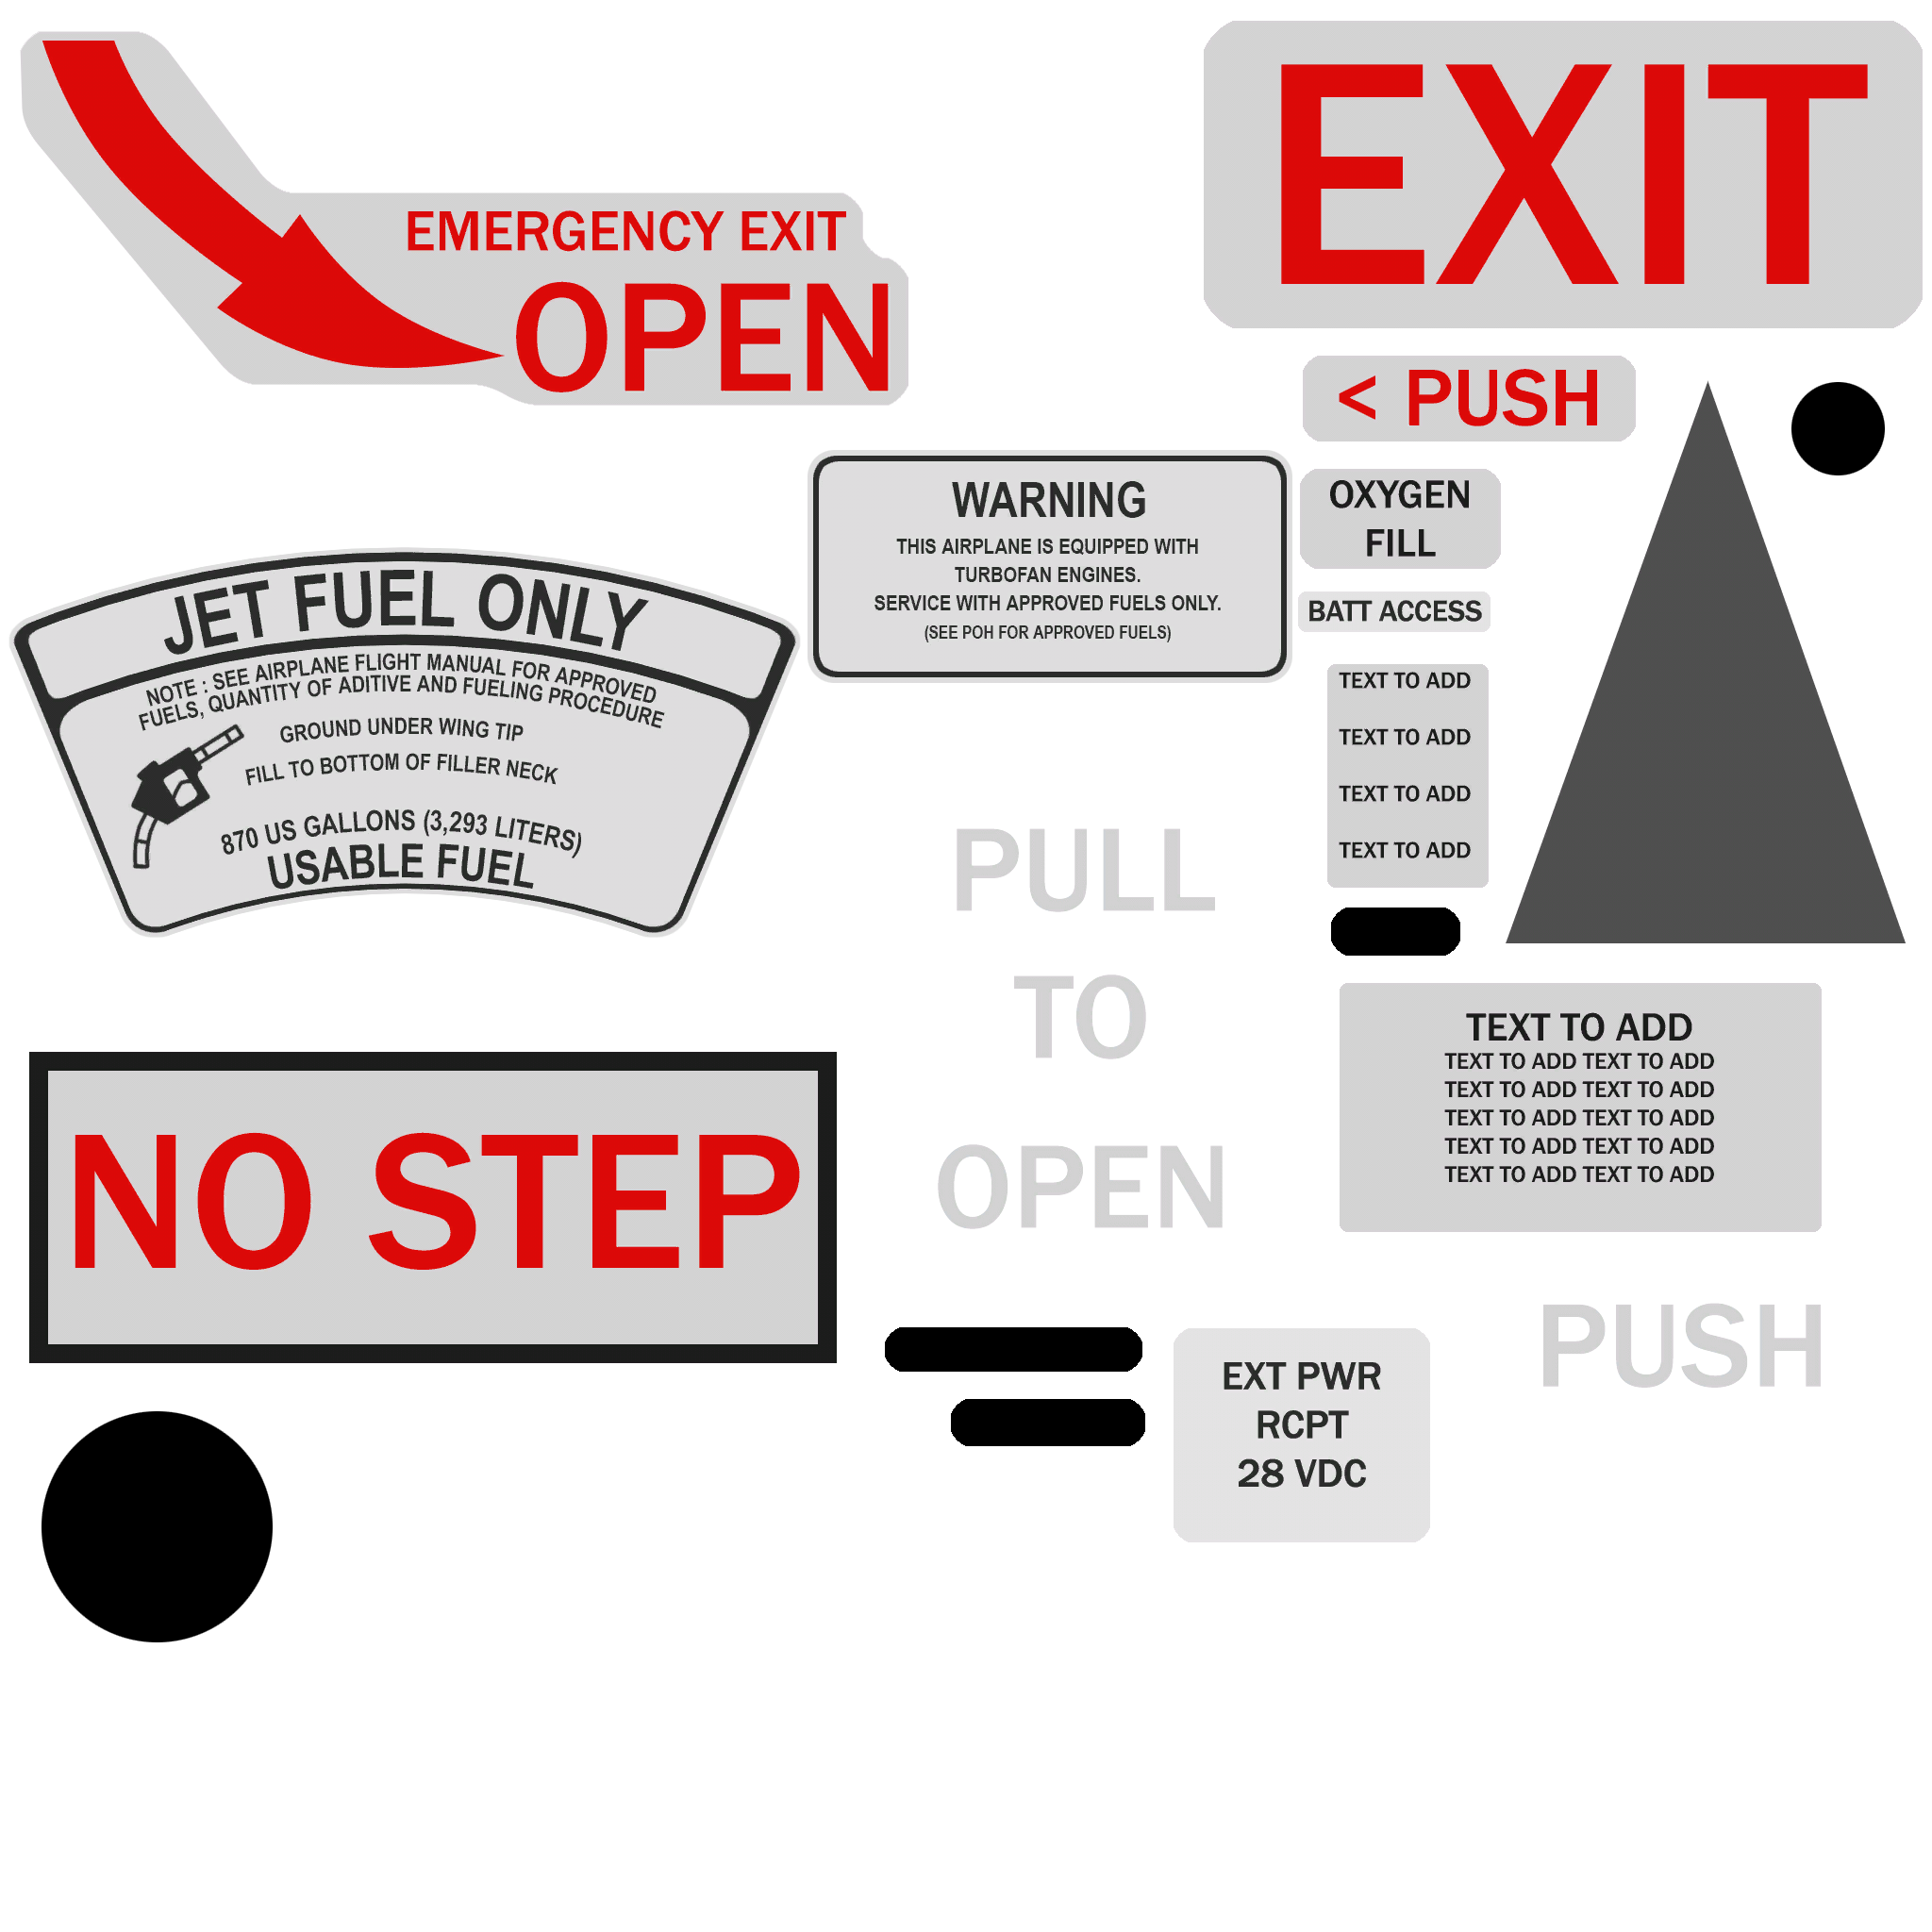 EMERGENCY EXIT
OPEN
EXIT
< PUSH
WARNING
THIS AIRPLANE IS EQUIPPED WITH
TURBOFAN ENGINES.
SERVICE WITH APPROVED FUELS ONLY.
(SEE POH FOR APPROVED FUELS)
OXYGEN
FILL
BATT ACCESS
JET FUEL ONLY
NOTE : SEE AIRPLANE FLIGHT MANUAL FOR APPROVED
FUELS, QUANTITY OF ADITIVE AND FUELING PROCEDURE
GROUND UNDER WING TIP
FILL TO BOTTOM OF FILLER NECK
870 US GALLONS (3,293 LITERS)
USABLE FUEL
TEXT TO ADD
TEXT TO ADD
TEXT TO ADD
TEXT TO ADD
PULL
TO
OPEN
TEXT TO ADD
TEXT TO ADD TEXT TO ADD
TEXT TO ADD TEXT TO ADD
TEXT TO ADD TEXT TO ADD
TEXT TO ADD TEXT TO ADD
TEXT TO ADD TEXT TO ADD
NO STEP
PUSH
EXT PWR
RCPT
28 VDC